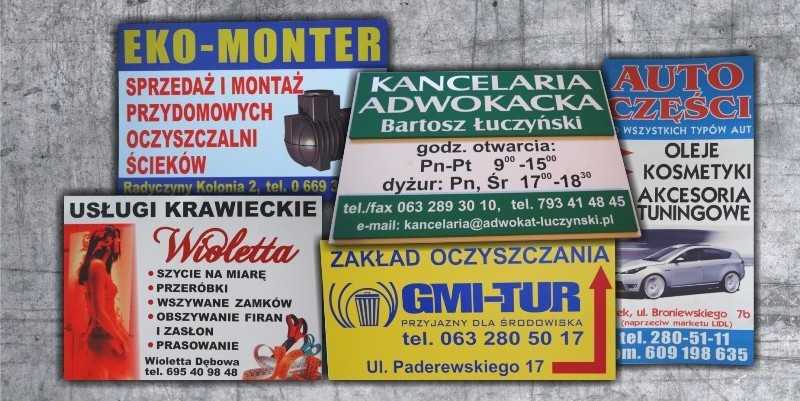 EKO-MONTER
SPRZEDAŻ I MONTAŻ
PRZYDOMOWYCH
OCZYSZCZALNI
ŚCIEKÓW
Radyczyny Kolonia 2, tel. 0 669
KANCELARIA
ADWOKACKA
Bartosz Łuczyński
godz. otwarcia:
Pn-Pt 9⁰⁰-15⁰⁰
dyżur: Pn, Śr 17⁰⁰-18³⁰
tel./fax 063 289 30 10, tel. 793 41 48 45
e-mail: kancelaria@adwokat-luczynski.pl
AUTO
CZĘŚCI
WSZYSTKICH TYPÓW AUT
OLEJE
KOSMETYKI
AKCESORIA
TUNINGOWE
ek, ul. Broniewskiego 7b
(naprzeciw marketu LIDL)
tel. 280-51-11
om. 609 198 635
USŁUGI KRAWIECKIE
Wioletta
• SZYCIE NA MIARĘ
• PRZERÓBKI
• WSZYWANE ZAMKÓW
• OBSZYWANIE FIRAN
I ZASŁON
• PRASOWANIE
Wioletta Dębowa
tel. 695 40 98 48
ZAKŁAD OCZYSZCZANIA
GMI-TUR
PRZYJAZNY DLA ŚRODOWISKA
tel. 063 280 50 17
Ul. Paderewskiego 17